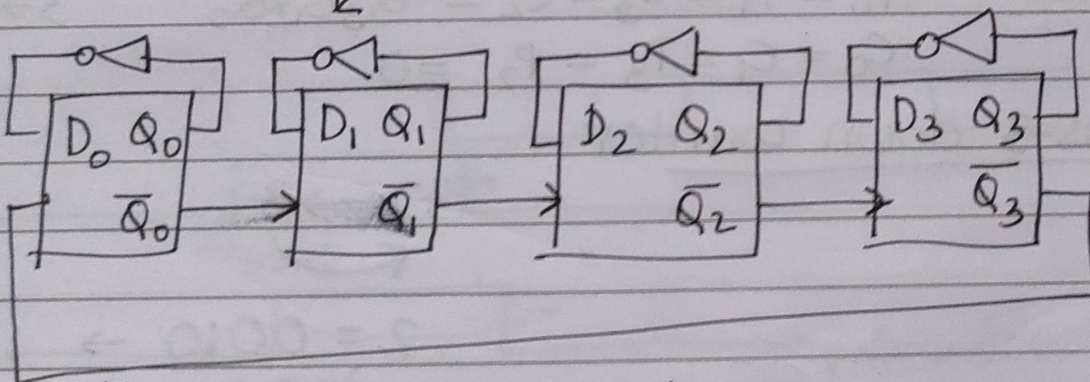 D₀ Q₀ D₁ Q₁ D₂ Q₂ D₃ Q₃
Q̅₀ Q̅₁ Q̅₂ Q̅₃